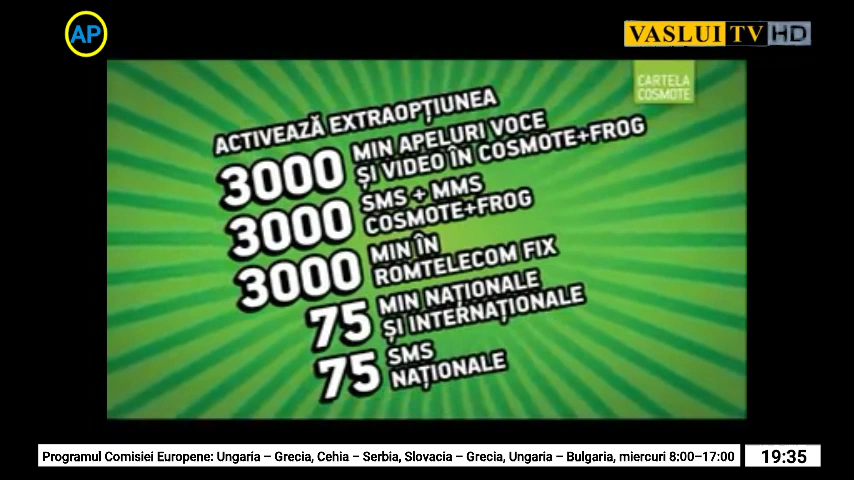 AP
VASLUI TV HD
CARTELA
COSMOTE
ACTIVEAZĂ EXTRAOPȚIUNEA
3000 MIN APELURI VOCE
ȘI VIDEO ÎN COSMOTE+FROG
3000 SMS + MMS
COSMOTE+FROG
3000 MIN ÎN
ROMTELECOM FIX
75 MIN NAȚIONALE
ȘI INTERNAȚIONALE
75 SMS
NAȚIONALE
Programul Comisiei Europene: Ungaria – Grecia, Cehia – Serbia, Slovacia – Grecia, Ungaria – Bulgaria, miercuri 8:00–17:00
19:35